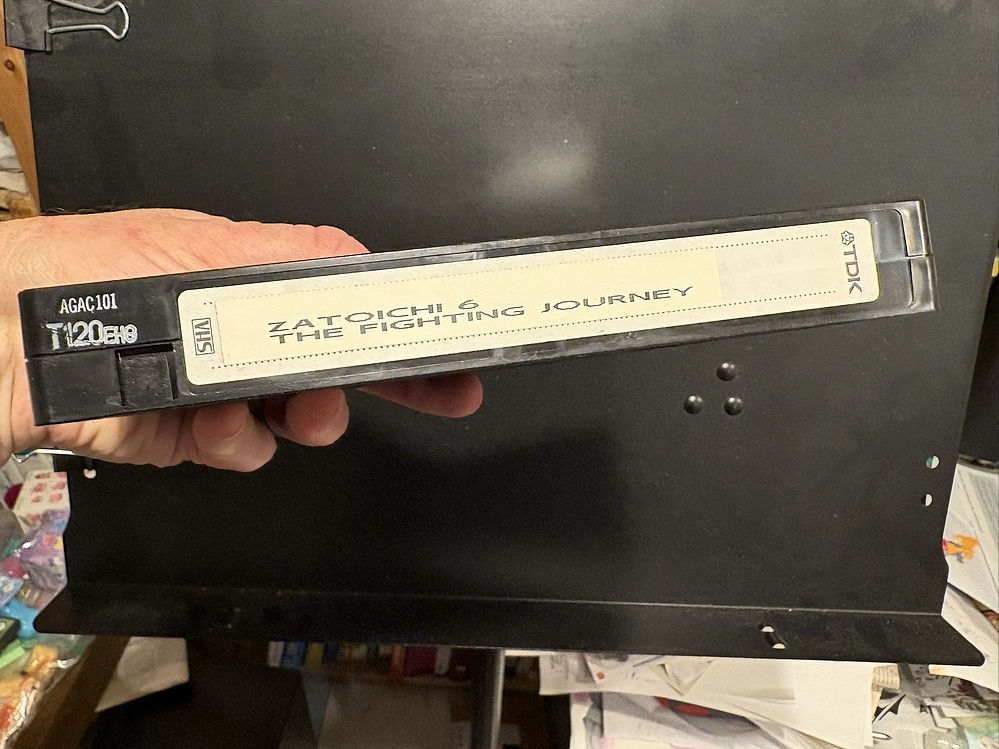 AGAC101
T120EHG
VHS
ZATOICHI 6
THE FIGHTING JOURNEY
TDK